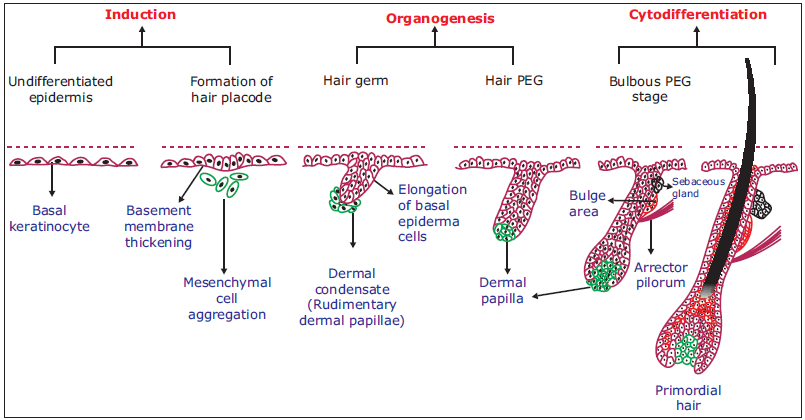 Induction
Organogenesis
Cytodifferentiation
Undifferentiated
epidermis
Formation of
hair placode
Hair germ
Hair PEG
Bulbous PEG
stage
Basal
keratinocyte
Basement
membrane
thickening
Mesenchymal
cell
aggregation
Elongation
of basal
epiderma
cells
Dermal
condensate
(Rudimentary
dermal papillae)
Dermal
papilla
Bulge
area
Sebaceous
gland
Arrector
pilorum
Primordial
hair